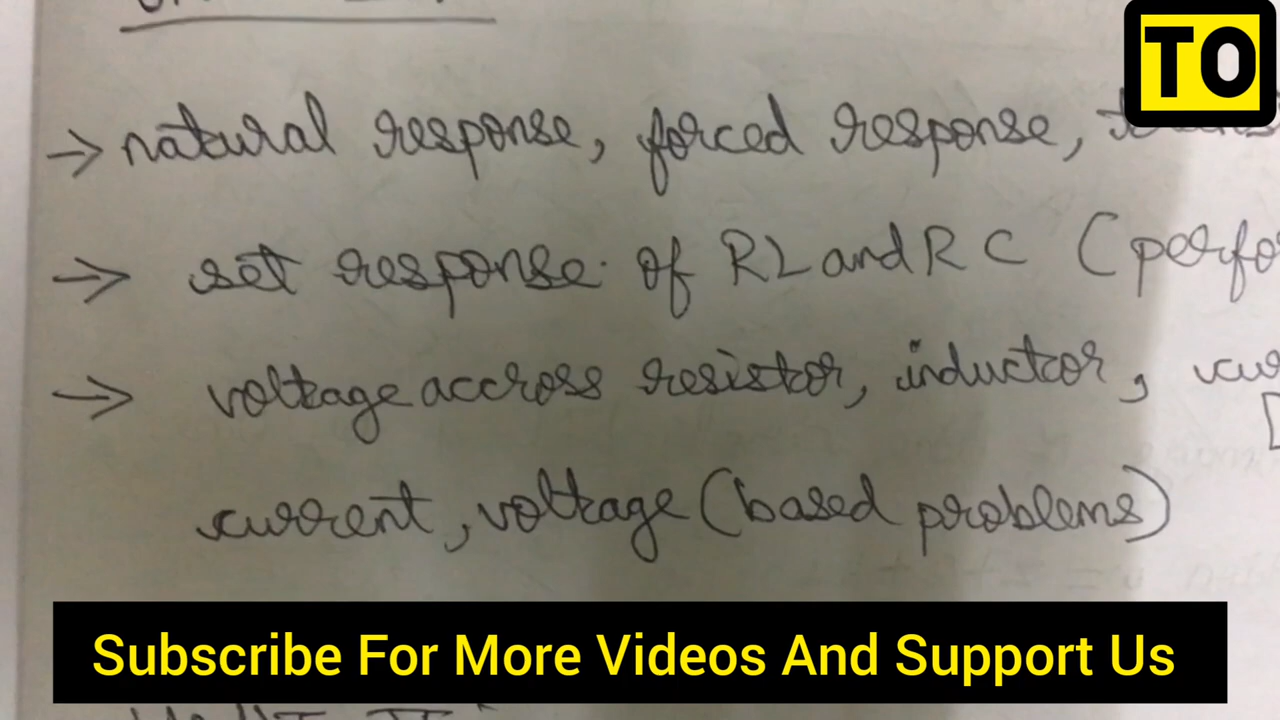 TO
→ natural response, forced response,
→ set response of RL and RC (perfo
→ voltage accross resistor, inductor,
current, voltage (based problems)
Subscribe For More Videos And Support Us